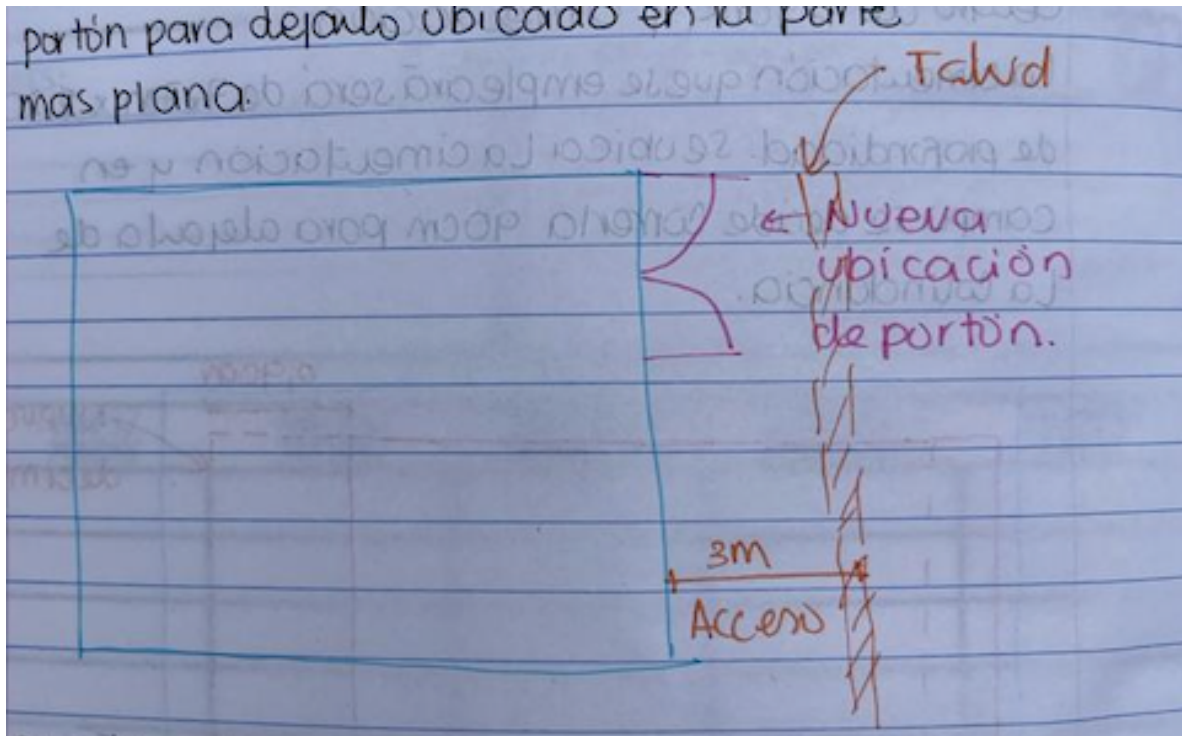 portón para dejarlo ubicado en la parte
mas plana.
Talud
← Nueva
ubicación
de portón.
3m
Acceso